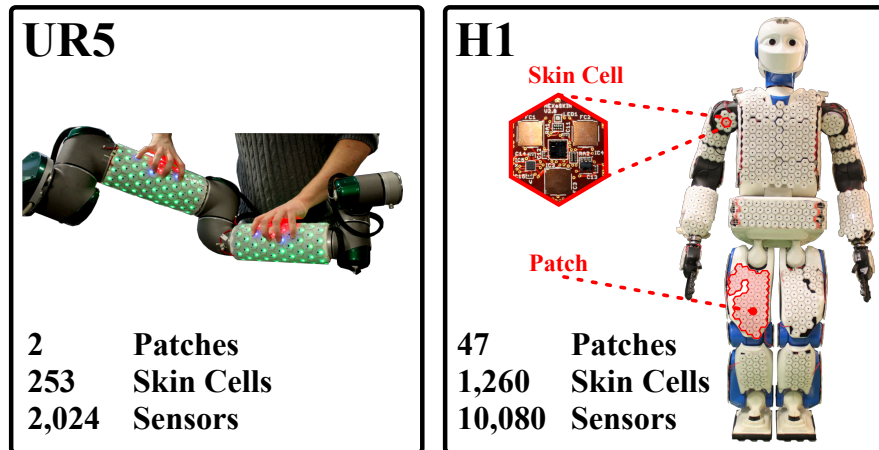 UR5
2 Patches
253 Skin Cells
2,024 Sensors
H1
Skin Cell
Patch
47 Patches
1,260 Skin Cells
10,080 Sensors